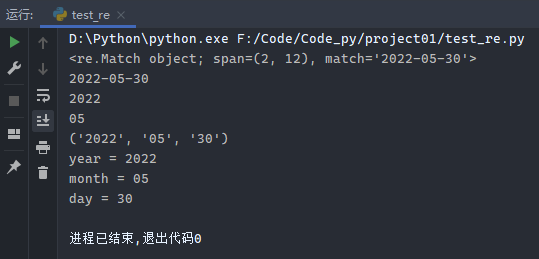 运行: test_re
D:\Python\python.exe F:/Code/Code_py/project01/test_re.py
<re.Match object; span=(2, 12), match='2022-05-30'>
2022-05-30
2022
05
('2022', '05', '30')
year = 2022
month = 05
day = 30
进程已结束,退出代码0